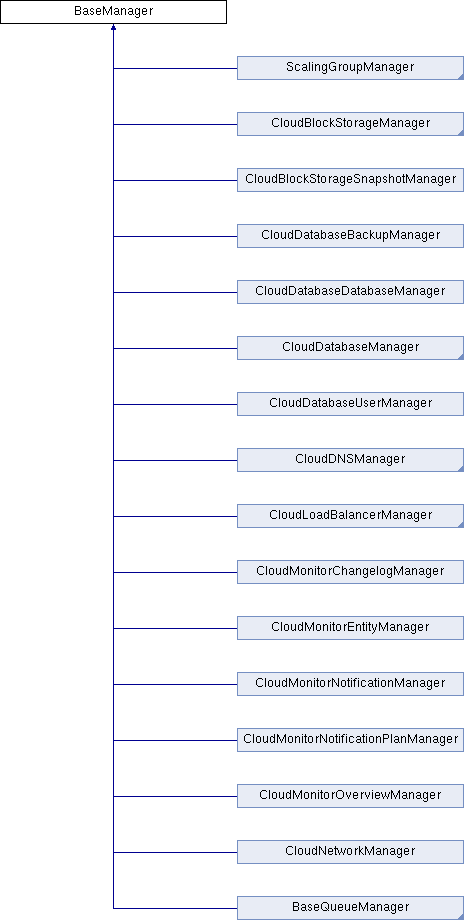 BaseManager
ScalingGroupManager
CloudBlockStorageManager
CloudBlockStorageSnapshotManager
CloudDatabaseBackupManager
CloudDatabaseDatabaseManager
CloudDatabaseManager
CloudDatabaseUserManager
CloudDNSManager
CloudLoadBalancerManager
CloudMonitorChangelogManager
CloudMonitorEntityManager
CloudMonitorNotificationManager
CloudMonitorNotificationPlanManager
CloudMonitorOverviewManager
CloudNetworkManager
BaseQueueManager